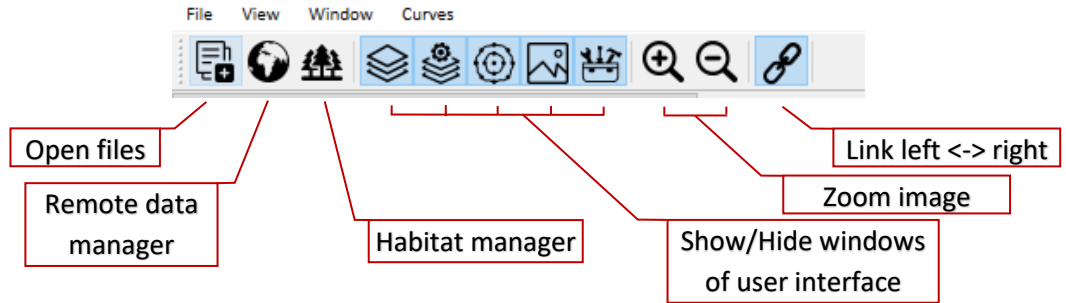 File View Window Curves
Open files
Link left <-> right
Remote data
manager
Zoom image
Habitat manager
Show/Hide windows
of user interface